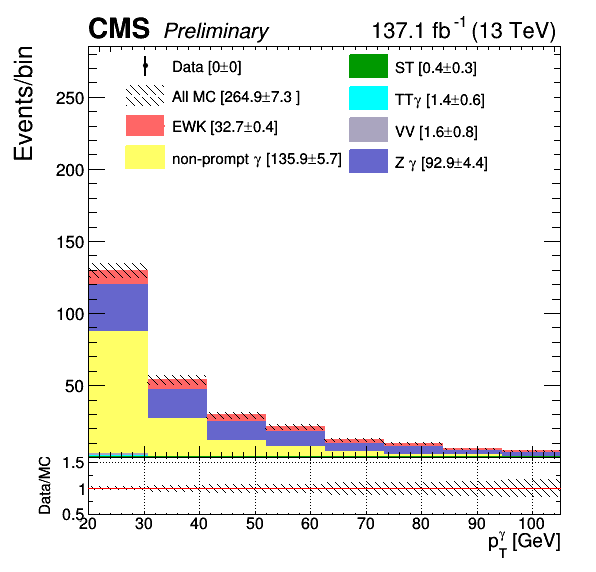 CMS Preliminary 137.1 fb⁻¹ (13 TeV)
Events/bin
Data [0±0]
All MC [264.9±7.3 ]
EWK [32.7±0.4]
non-prompt γ [135.9±5.7]
ST [0.4±0.3]
TTγ [1.4±0.6]
VV [1.6±0.8]
Z γ [92.9±4.4]
250
200
150
100
50
Data/MC
1.5
1
0.5
20 30 40 50 60 70 80 90 100
p_T^γ [GeV]